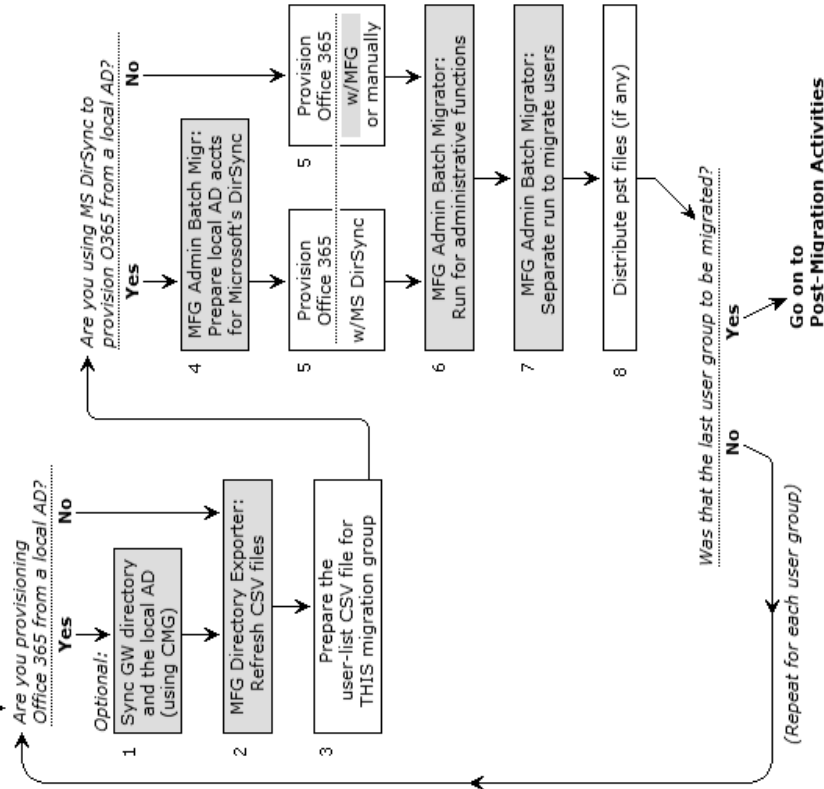 Are you provisioning
Office 365 from a local AD?
Yes
No
Optional:
1
Sync GW directory
and the local AD
(using CMG)
2
MFG Directory Exporter:
Refresh CSV files
3
Prepare the
user-list CSV file for
THIS migration group
Are you using MS DirSync to
provision O365 from a local AD?
Yes
No
4
MFG Admin Batch Migr:
Prepare local AD accts
for Microsoft's DirSync
5
Provision
Office 365
w/MS DirSync
5
Provision
Office 365
w/MFG
or manually
6
MFG Admin Batch Migrator:
Run for administrative functions
7
MFG Admin Batch Migrator:
Separate run to migrate users
8
Distribute pst files (if any)
Was that the last user group to be migrated?
No
Yes
(Repeat for each user group)
Go on to
Post-Migration Activities